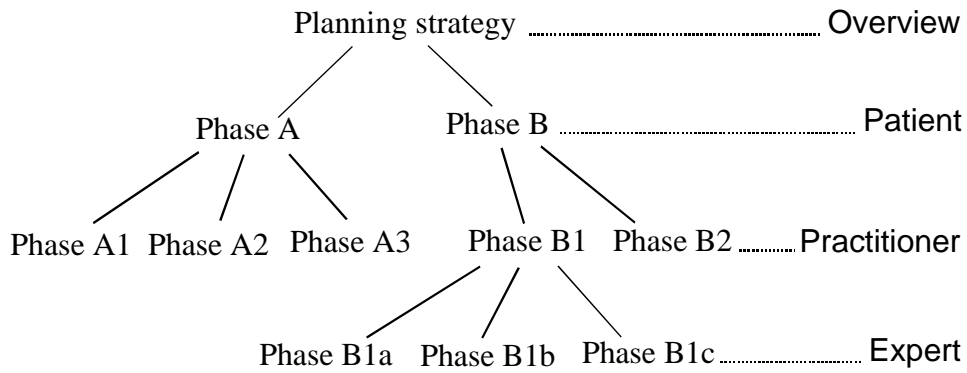 Planning strategy Overview
Phase A Phase B Patient
Phase A1 Phase A2 Phase A3 Phase B1 Phase B2 Practitioner
Phase B1a Phase B1b Phase B1c Expert